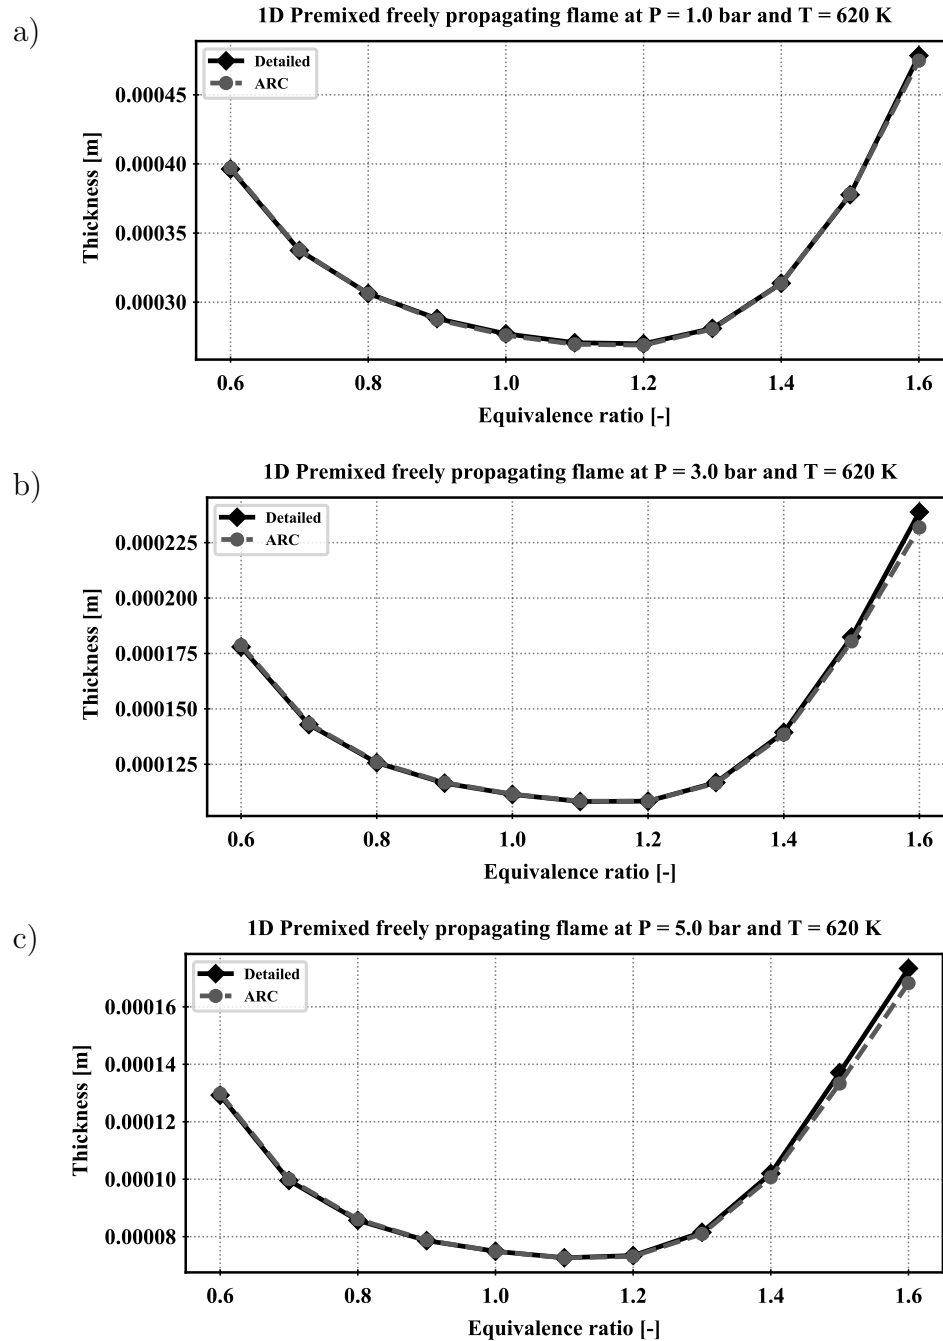 a)
1D Premixed freely propagating flame at P = 1.0 bar and T = 620 K
Detailed
ARC
0.00045
0.00040
0.00035
0.00030
Thickness [m]
0.6 0.8 1.0 1.2 1.4 1.6
Equivalence ratio [-]
b)
1D Premixed freely propagating flame at P = 3.0 bar and T = 620 K
Detailed
ARC
0.000225
0.000200
0.000175
0.000150
0.000125
Thickness [m]
0.6 0.8 1.0 1.2 1.4 1.6
Equivalence ratio [-]
c)
1D Premixed freely propagating flame at P = 5.0 bar and T = 620 K
Detailed
ARC
0.00016
0.00014
0.00012
0.00010
0.00008
Thickness [m]
0.6 0.8 1.0 1.2 1.4 1.6
Equivalence ratio [-]